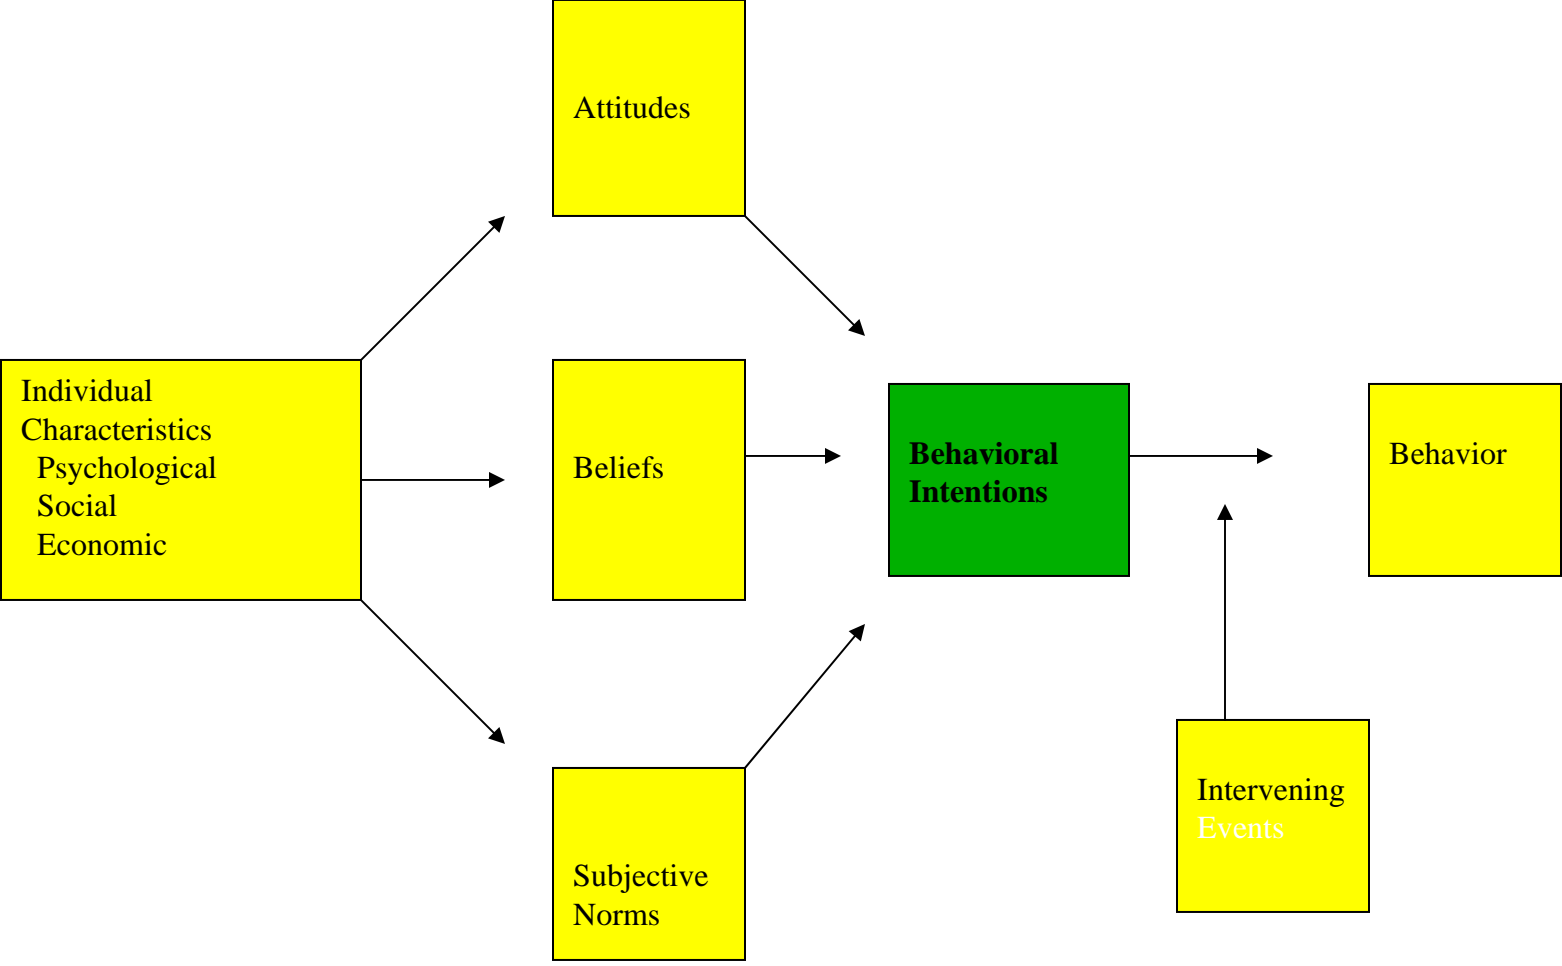 Attitudes
Individual
Characteristics
Psychological
Social
Economic
Beliefs
Behavioral
Intentions
Behavior
Subjective
Norms
Intervening
Events